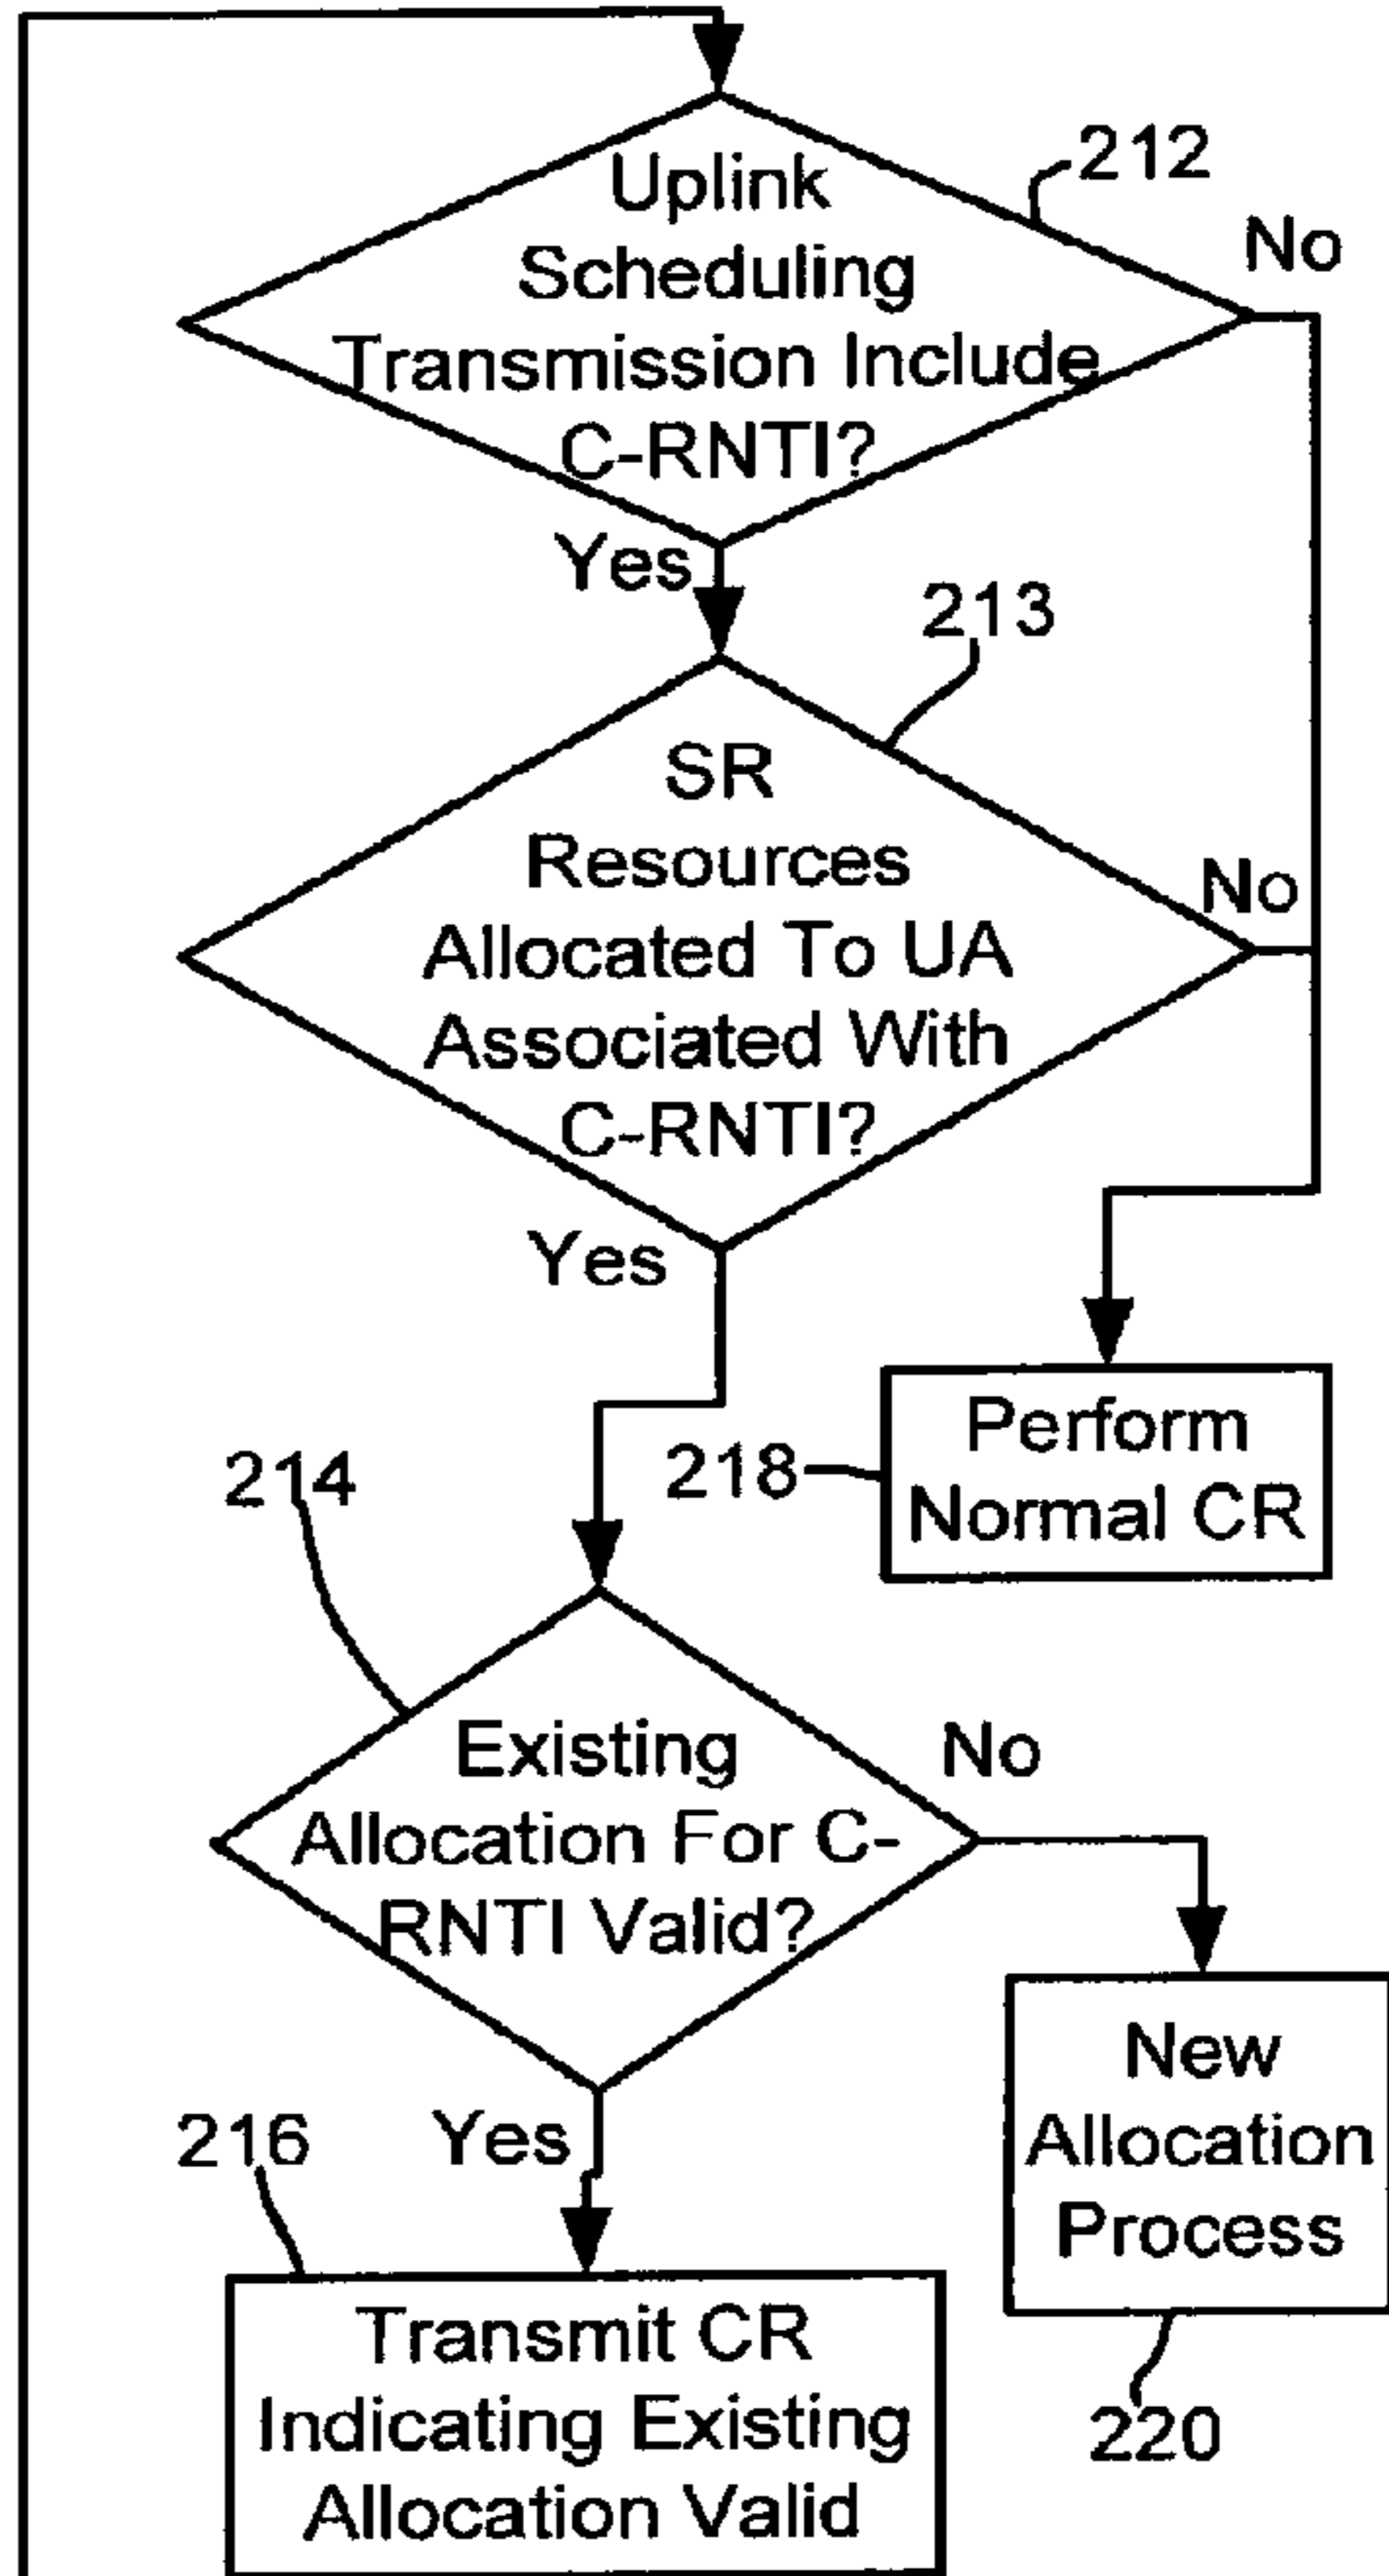 212
Uplink
Scheduling
Transmission Include
C-RNTI?
No
Yes
213
SR
Resources
Allocated To UA
Associated With
C-RNTI?
No
Yes
218
Perform
Normal CR
214
Existing
Allocation For C-
RNTI Valid?
No
Yes
216
New
Allocation
Process
220
Transmit CR
Indicating Existing
Allocation Valid